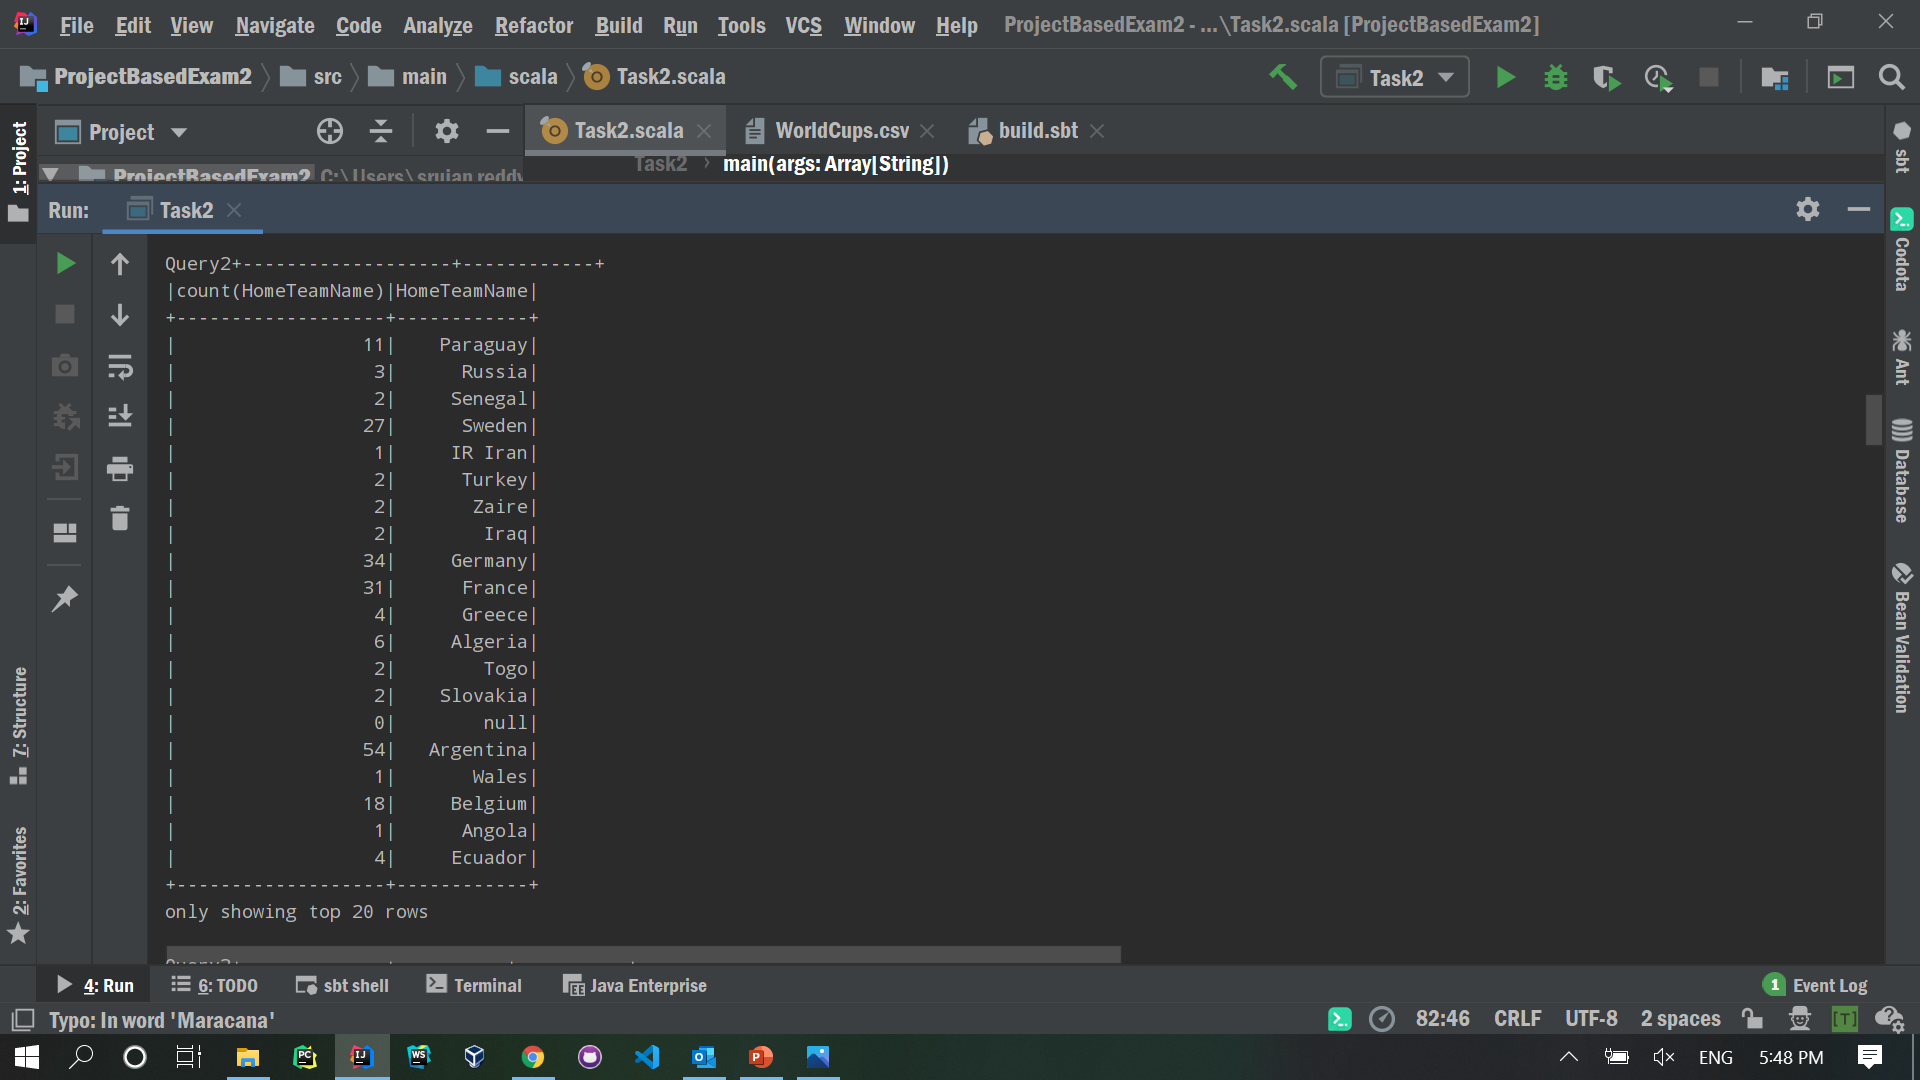 File Edit View Navigate Code Analyze Refactor Build Run Tools VCS Window Help ProjectBasedExam2 - ...\Task2.scala [ProjectBasedExam2]
ProjectBasedExam2 src main scala Task2.scala Task2
Project Task2.scala WorldCups.csv build.sbt
ProjectBasedExam2 C:\Users\srujan reddy Task2 › main(args: Array[String])
Run: Task2
Query2+-------------------+------------+
|count(HomeTeamName)|HomeTeamName|
+-------------------+------------+
| 11| Paraguay|
| 3| Russia|
| 2| Senegal|
| 27| Sweden|
| 1| IR Iran|
| 2| Turkey|
| 2| Zaire|
| 2| Iraq|
| 34| Germany|
| 31| France|
| 4| Greece|
| 6| Algeria|
| 2| Togo|
| 2| Slovakia|
| 0| null|
| 54| Argentina|
| 1| Wales|
| 18| Belgium|
| 1| Angola|
| 4| Ecuador|
+-------------------+------------+
only showing top 20 rows
1: Project
7: Structure
2: Favorites
sbt
Codota
Ant
Database
Bean Validation
4: Run 6: TODO sbt shell Terminal Java Enterprise 1 Event Log
Typo: In word 'Maracana' 82:46 CRLF UTF-8 2 spaces [T]
ENG 5:48 PM